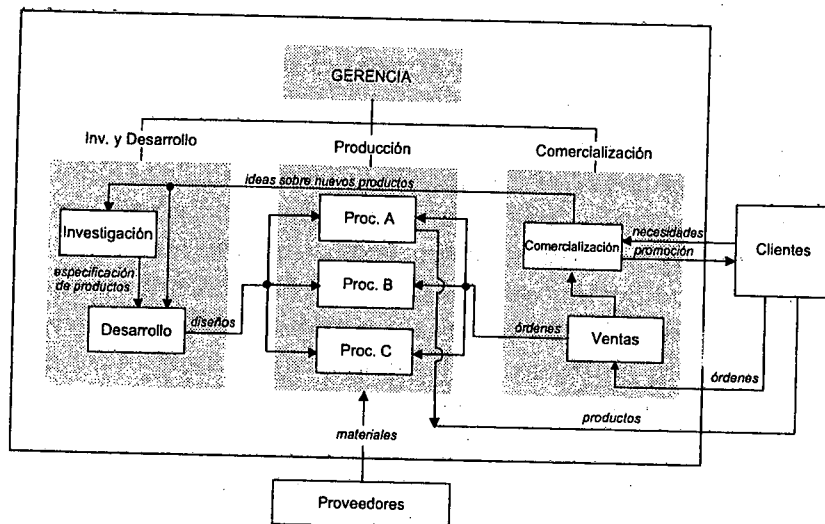 GERENCIA
Inv. y Desarrollo
Producción
Comercialización
ideas sobre nuevos productos
Investigación
especificación
de productos
Desarrollo
diseños
Proc. A
Proc. B
Proc. C
Comercialización
necesidades
promoción
Clientes
órdenes
Ventas
órdenes
productos
materiales
Proveedores